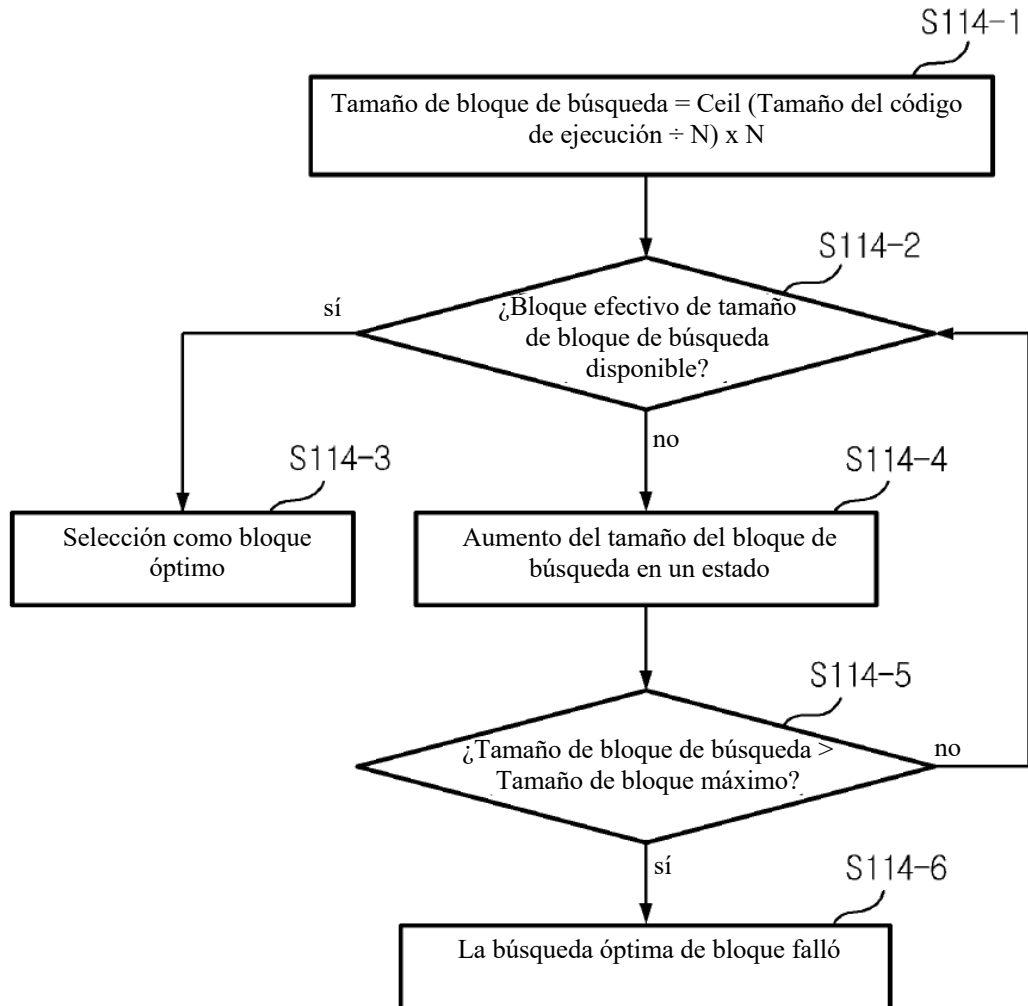 S114-1
Tamaño de bloque de búsqueda = Ceil (Tamaño del código
de ejecución ÷ N) x N
S114-2
¿Bloque efectivo de tamaño
de bloque de búsqueda
disponible?
sí
no
S114-3
Selección como bloque
óptimo
S114-4
Aumento del tamaño del bloque de
búsqueda en un estado
S114-5
¿Tamaño de bloque de búsqueda >
Tamaño de bloque máximo?
no
sí
S114-6
La búsqueda óptima de bloque falló